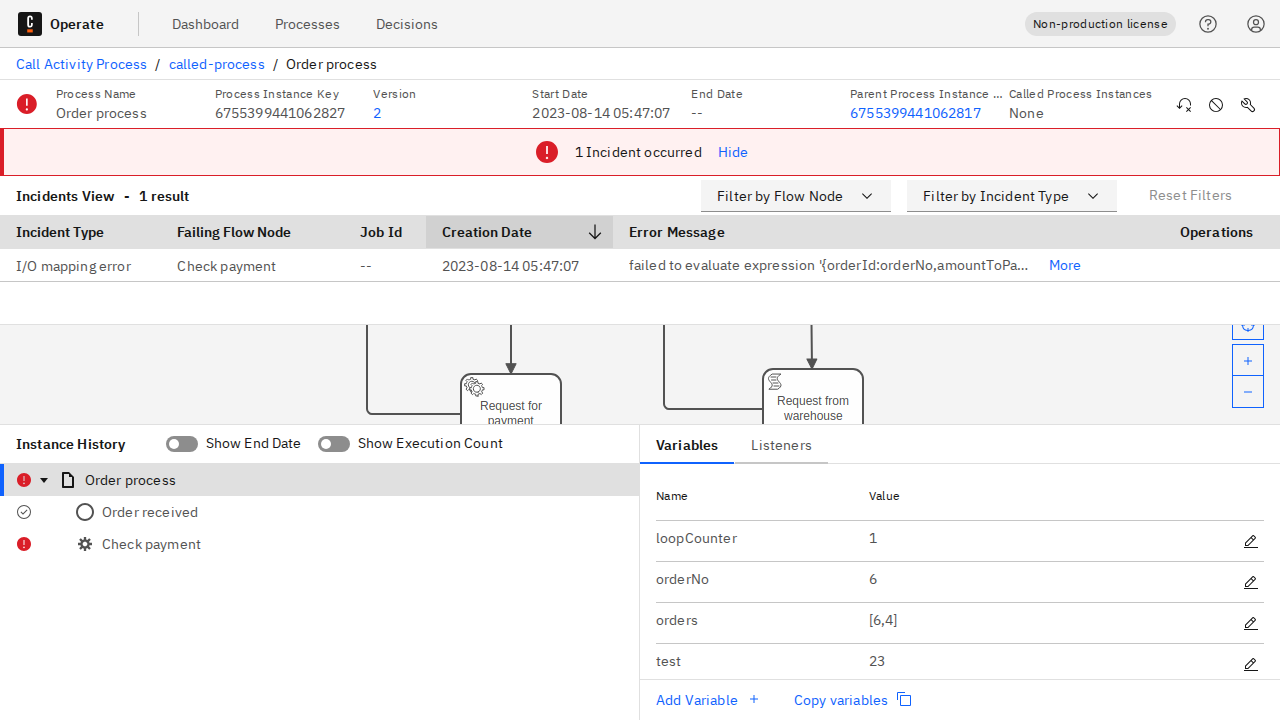 Operate
Dashboard
Processes
Decisions
Non-production license
Call Activity Process / called-process / Order process
Process Name
Order process
Process Instance Key
6755399441062827
Version
2
Start Date
2023-08-14 05:47:07
End Date
--
Parent Process Instance ...
6755399441062817
Called Process Instances
None
1 Incident occurred
Hide
Incidents View - 1 result
Filter by Flow Node
Filter by Incident Type
Reset Filters
Incident Type
Failing Flow Node
Job Id
Creation Date
Error Message
Operations
I/O mapping error
Check payment
--
2023-08-14 05:47:07
failed to evaluate expression '{orderId:orderNo,amountToPa...
More
Request for
payment
Request from
warehouse
Instance History
Show End Date
Show Execution Count
Order process
Order received
Check payment
Variables
Listeners
Name
Value
loopCounter
1
orderNo
6
orders
[6,4]
test
23
Add Variable +
Copy variables